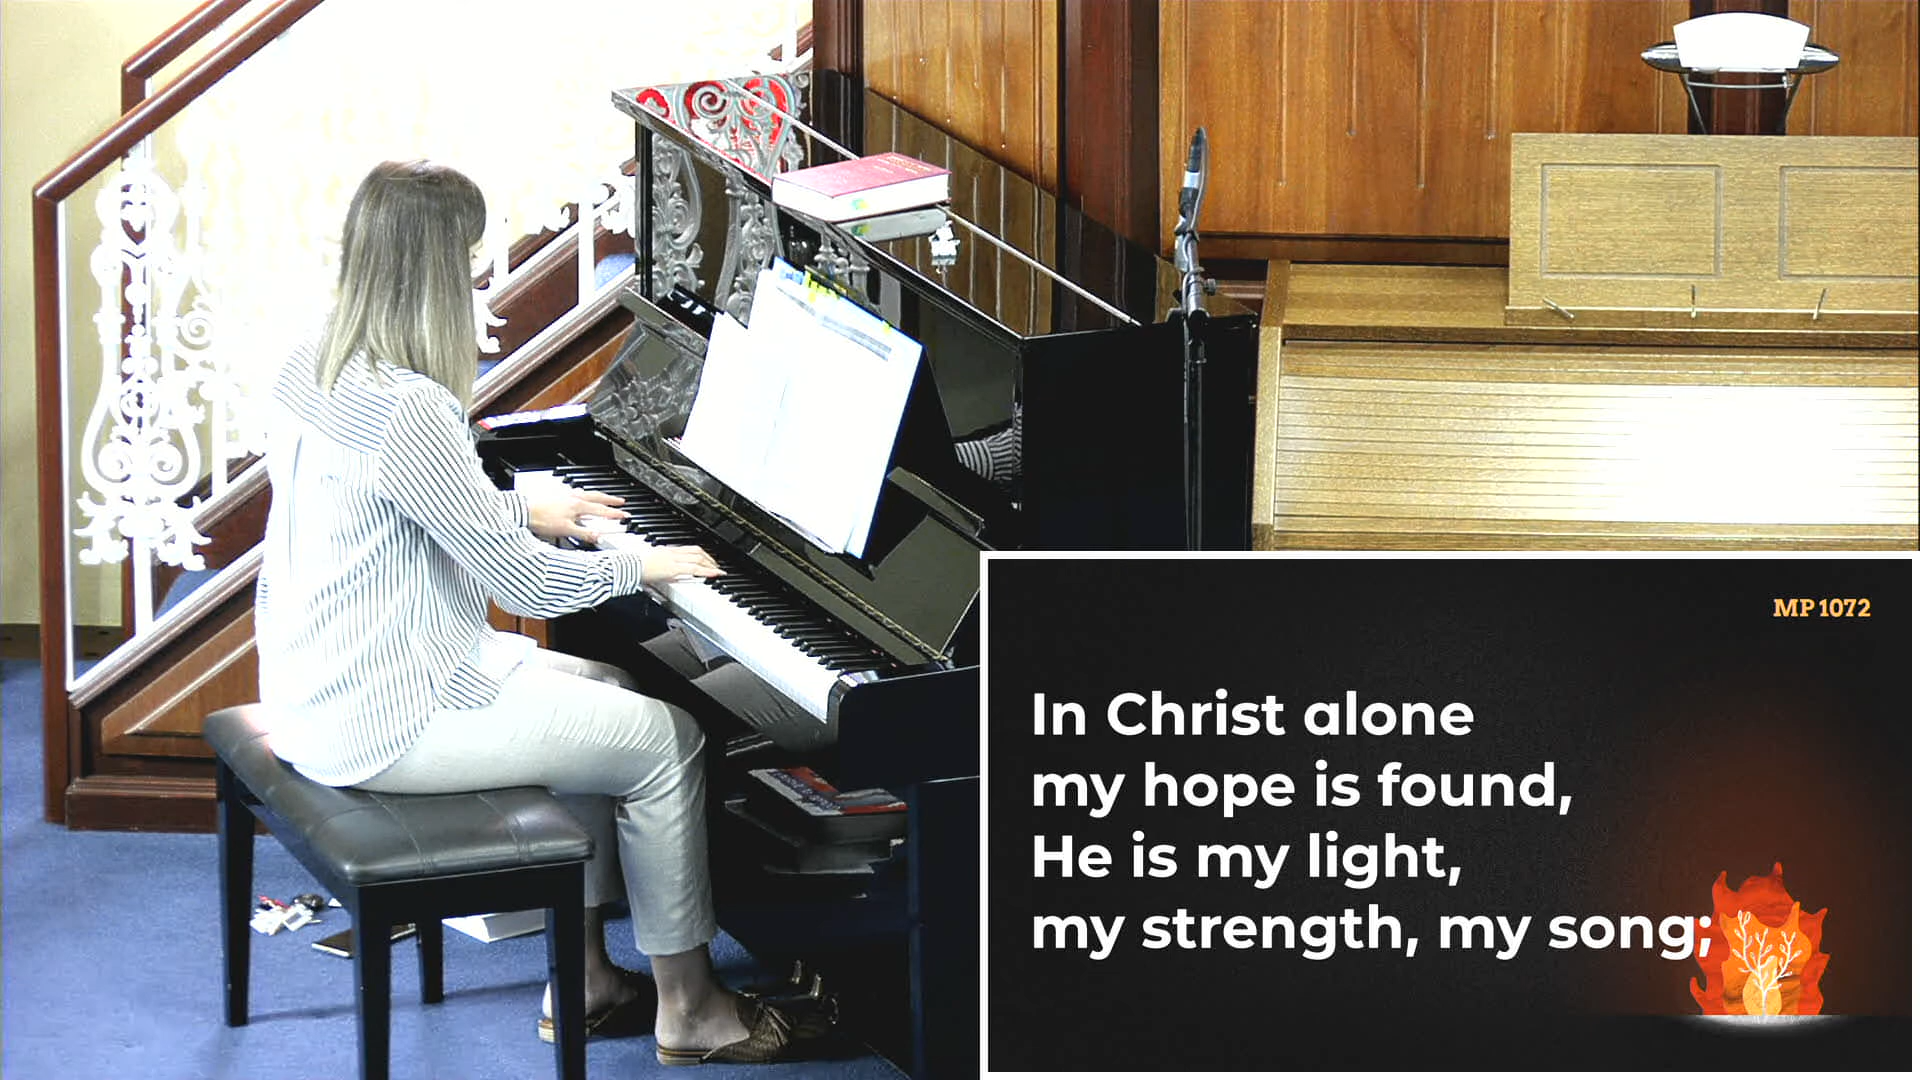 MP 1072
In Christ alone
my hope is found,
He is my light,
my strength, my song;